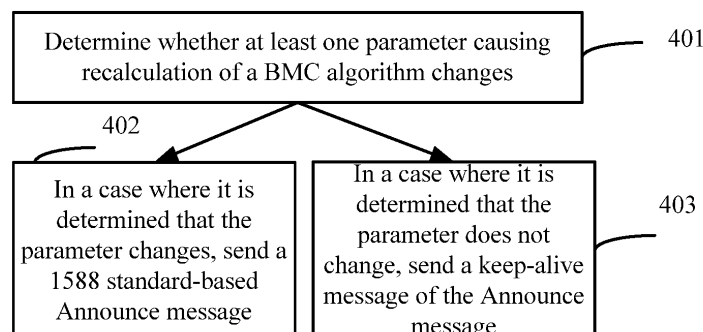 Determine whether at least one parameter causing
recalculation of a BMC algorithm changes
401
402
In a case where it is
determined that the
parameter changes, send a
1588 standard-based
Announce message
In a case where it is
determined that the
parameter does not
change, send a keep-alive
message of the Announce
message
403